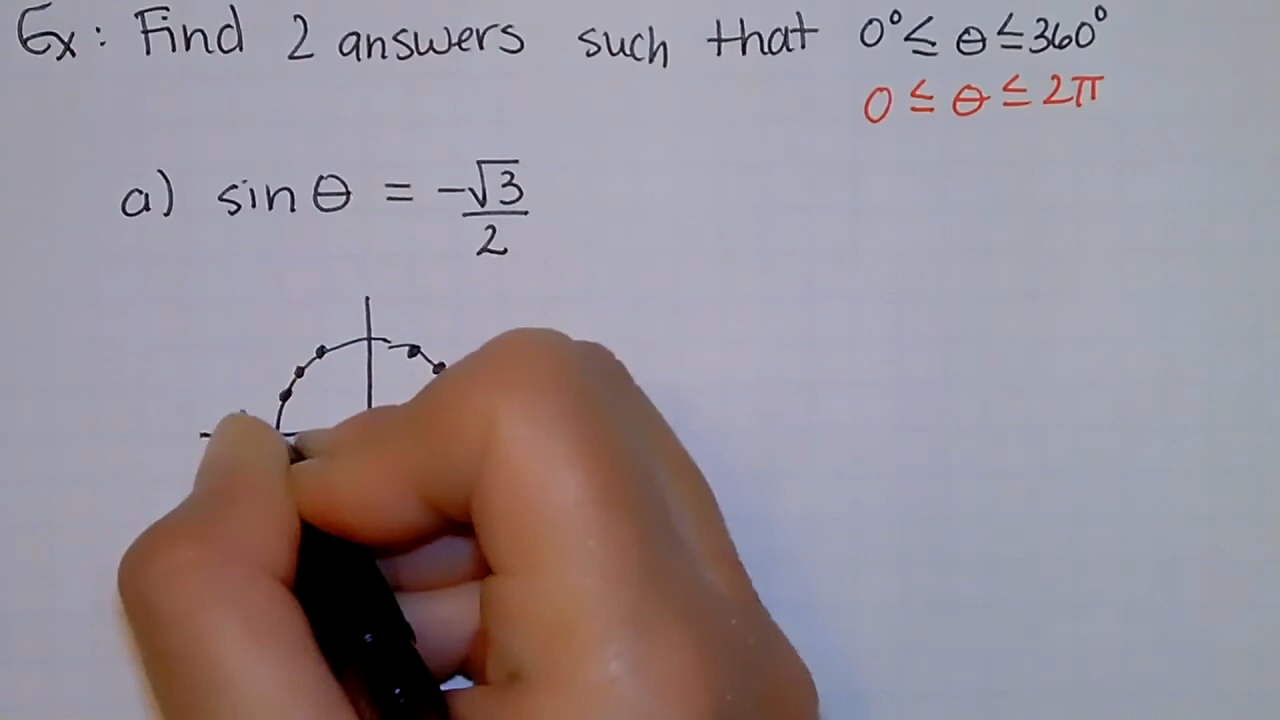 Ex: Find 2 answers such that 0° ≤ θ ≤ 360°
0 ≤ θ ≤ 2π
a) sin θ = -√3/2